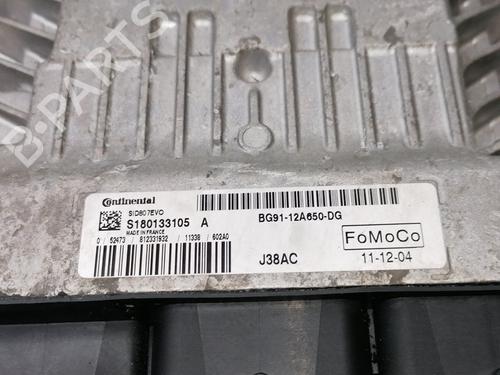 B-PARTS
Continental
SID807EVO
S180133105 A
MADE IN FRANCE
0 / 52473 / 812331932 / 11338 / 602A0
BG91-12A650-DG
FoMoCo
J38AC
11-12-04